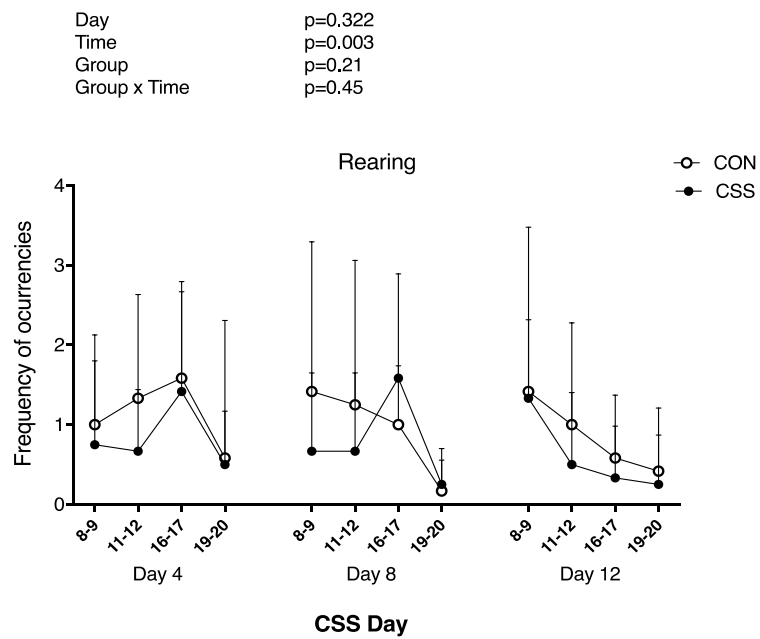 Day p=0.322
Time p=0.003
Group p=0.21
Group x Time p=0.45
Rearing
CON
CSS
Frequency of ocurrencies
4
3
2
1
0
8-9 11-12 16-17 19-20 8-9 11-12 16-17 19-20 8-9 11-12 16-17 19-20
Day 4 Day 8 Day 12
CSS Day